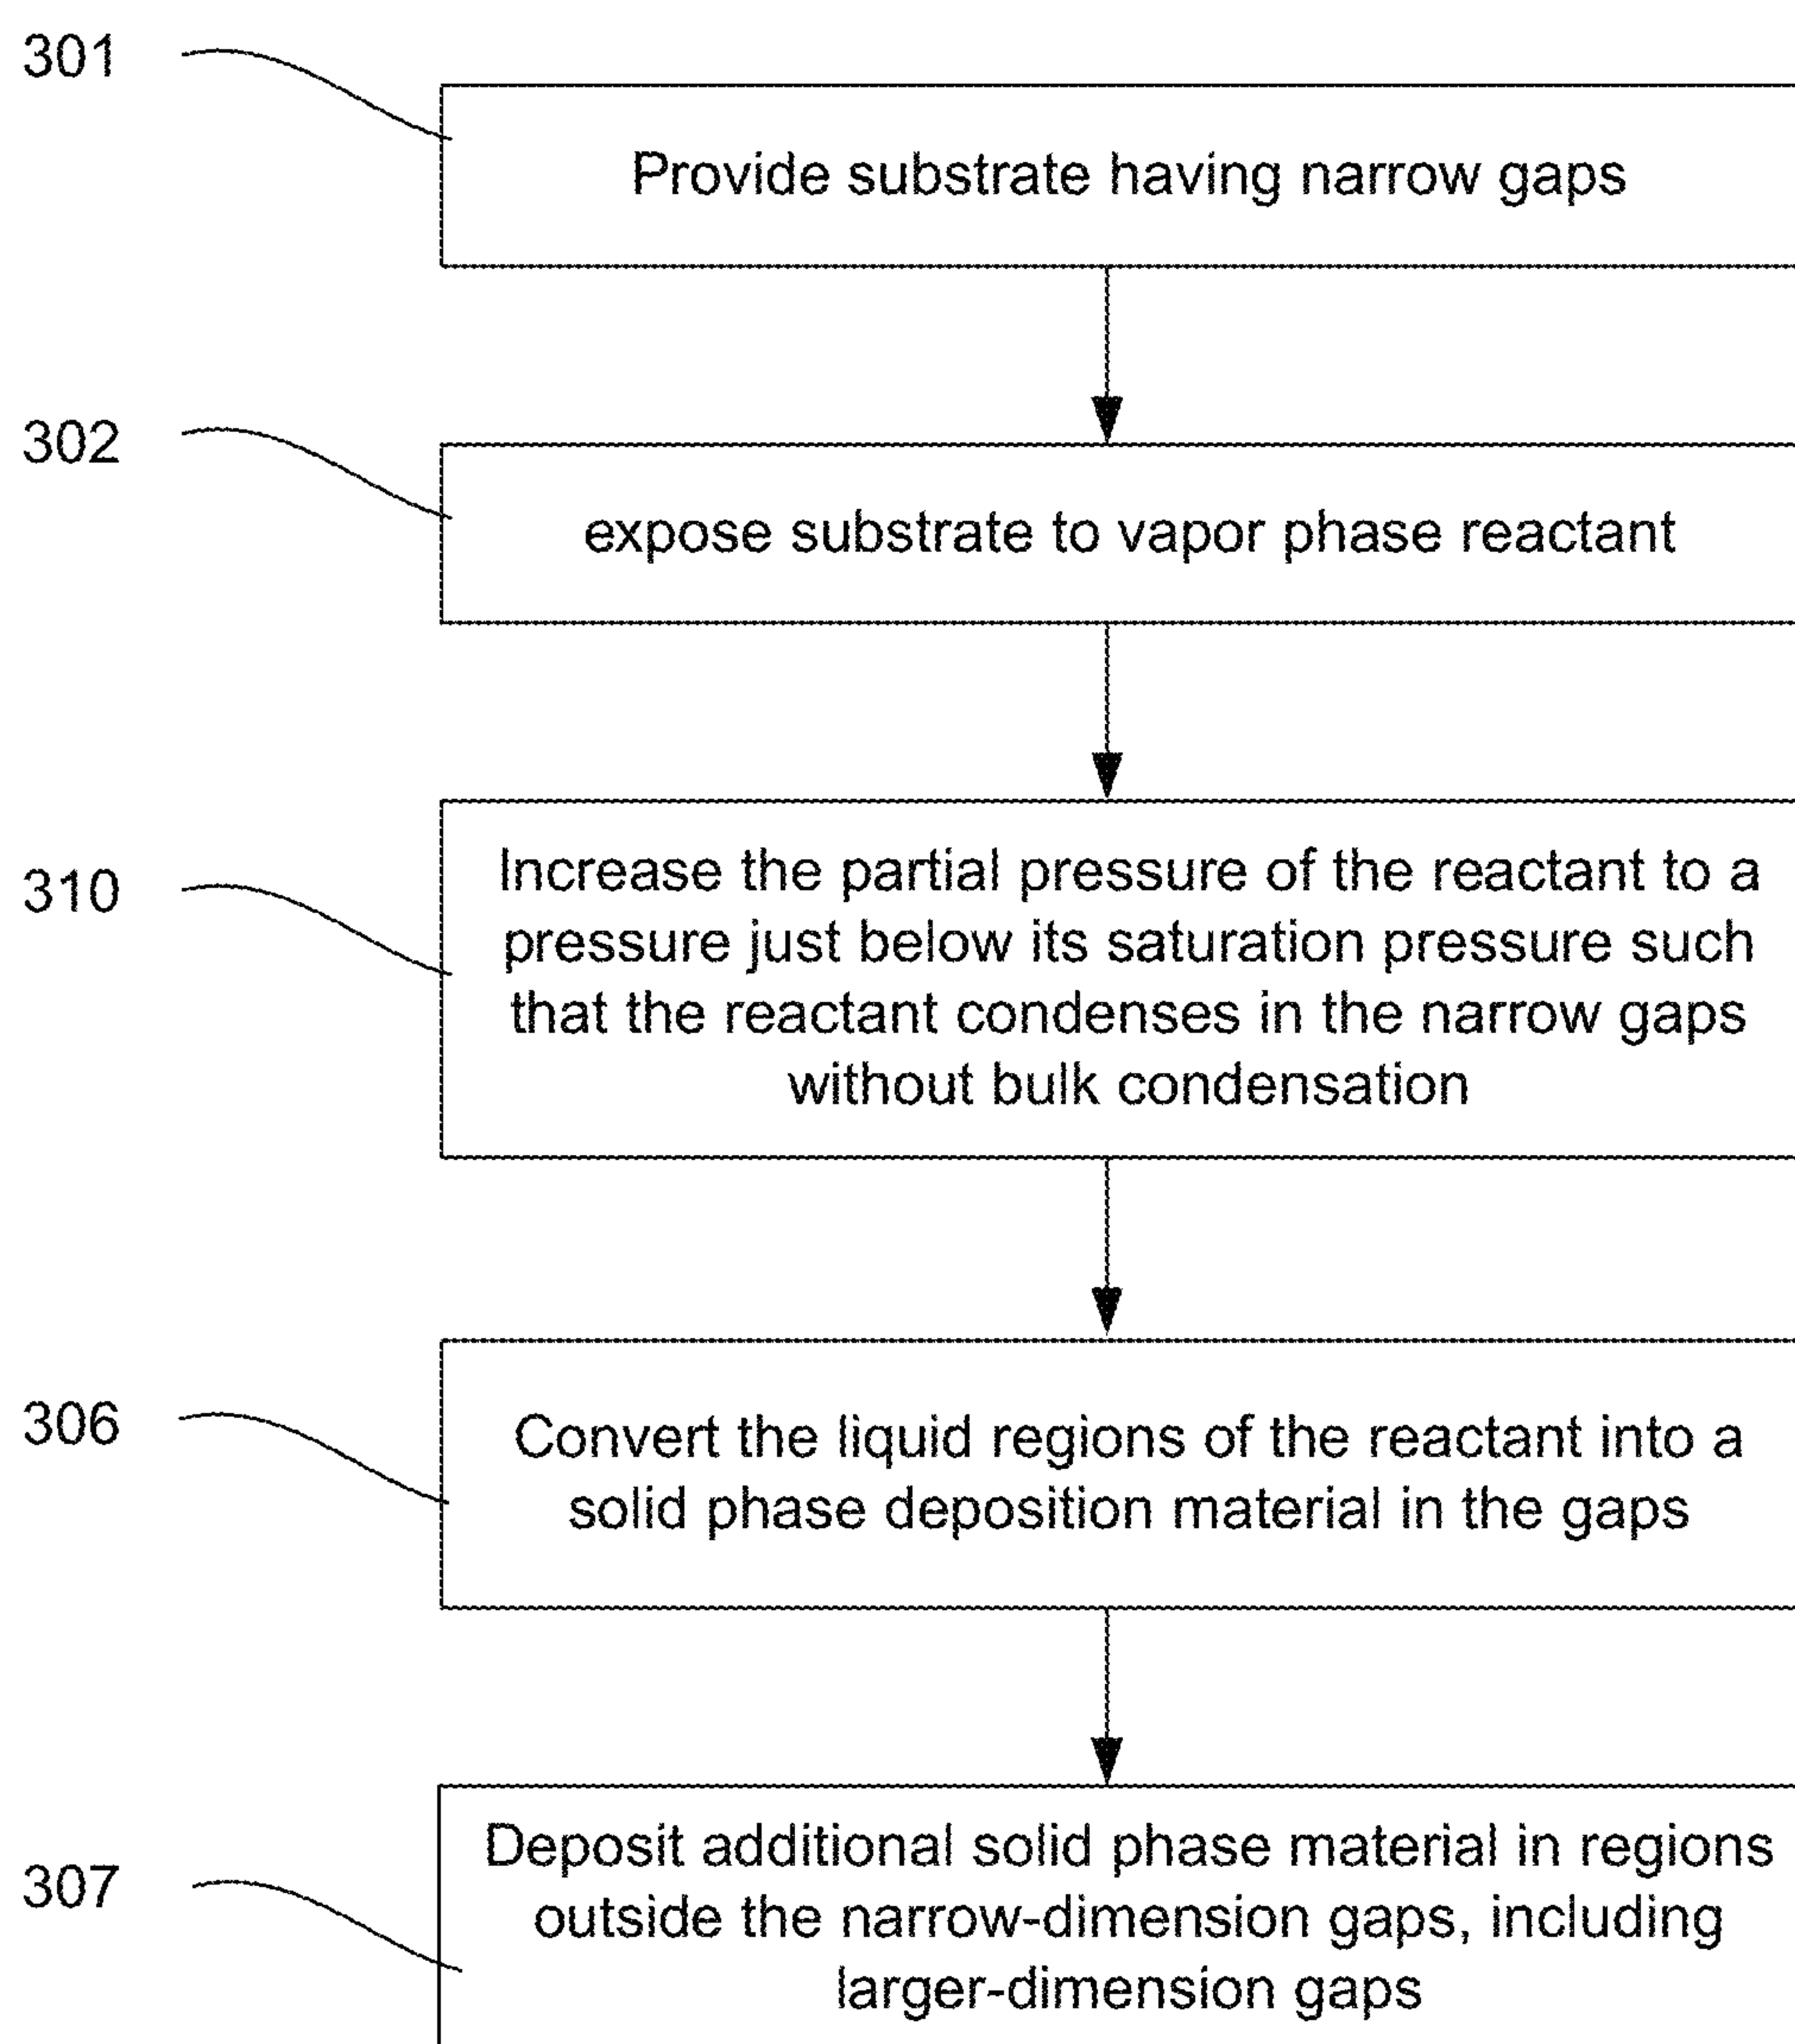 301
Provide substrate having narrow gaps
302
expose substrate to vapor phase reactant
310
Increase the partial pressure of the reactant to a
pressure just below its saturation pressure such
that the reactant condenses in the narrow gaps
without bulk condensation
306
Convert the liquid regions of the reactant into a
solid phase deposition material in the gaps
307
Deposit additional solid phase material in regions
outside the narrow-dimension gaps, including
larger-dimension gaps